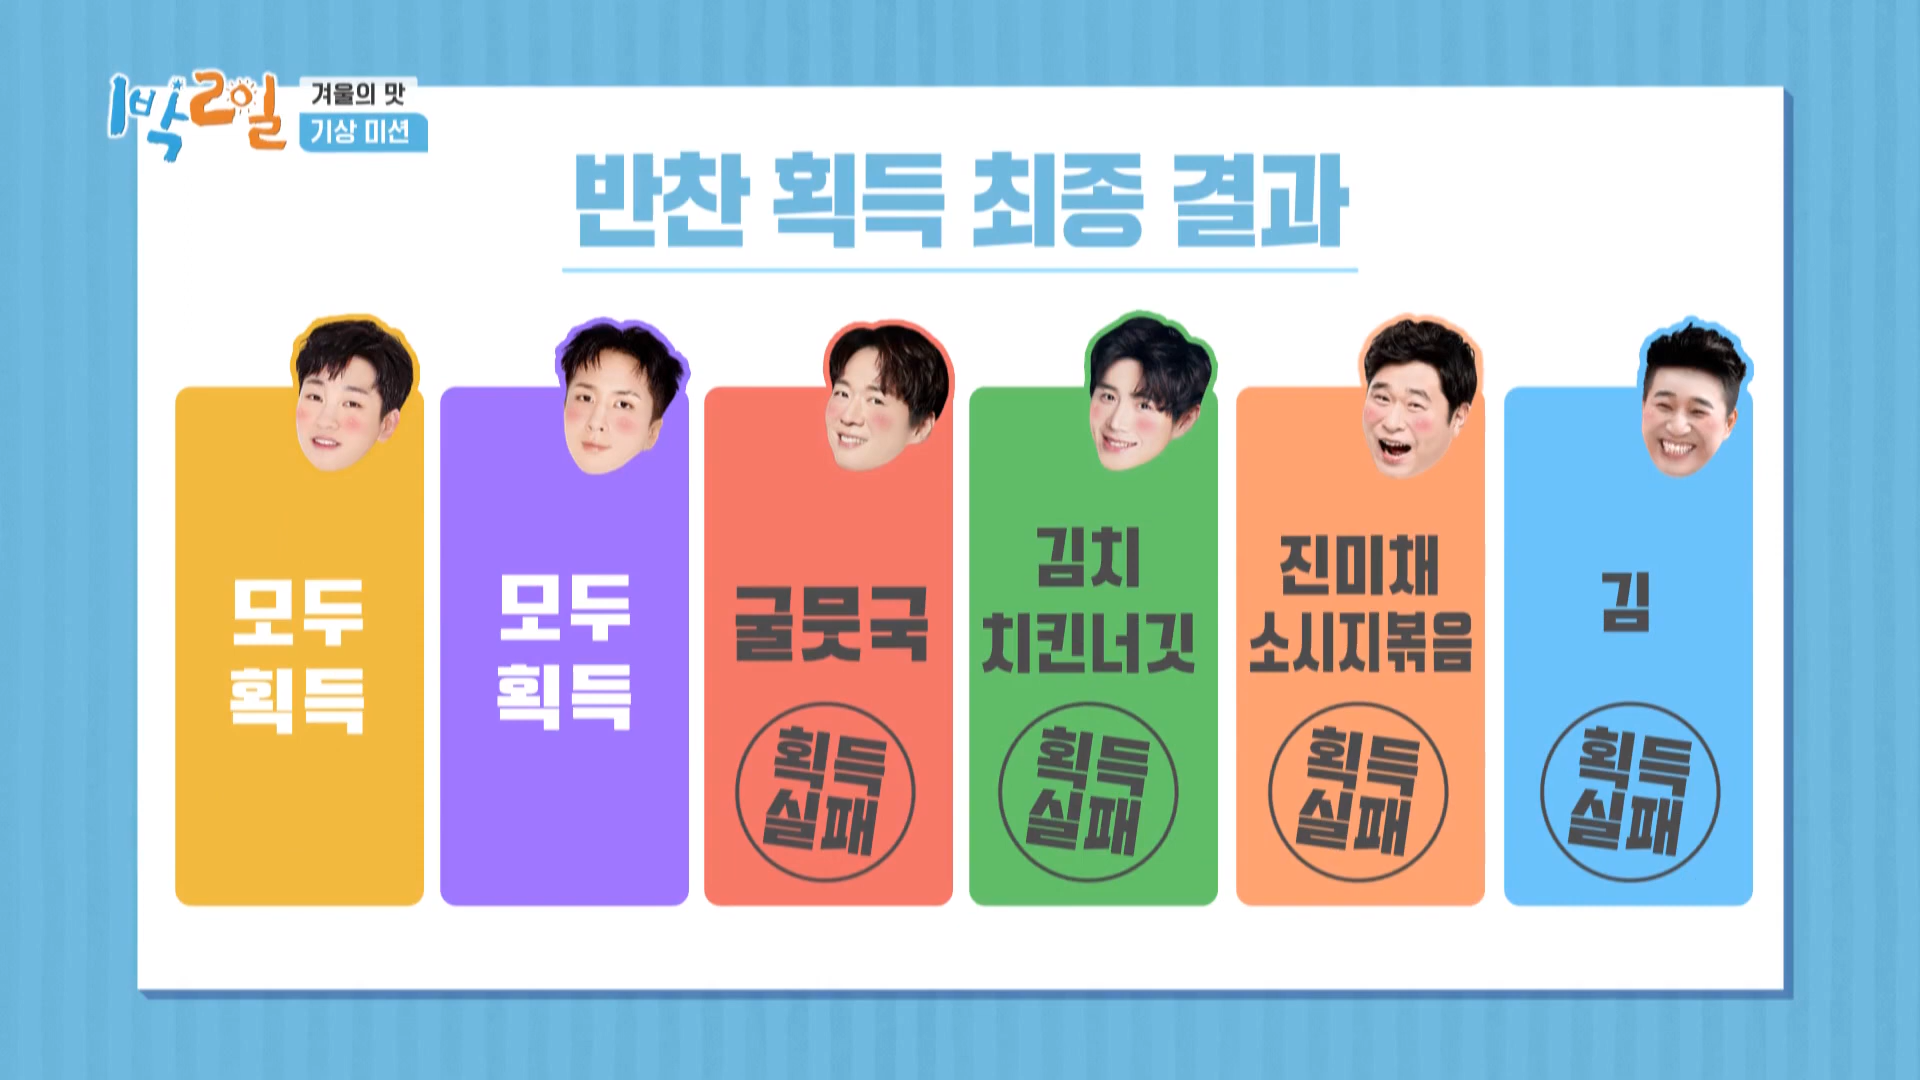 1박2일
겨울의 맛
기상 미션
반찬 획득 최종 결과
모두
획득
모두
획득
굴뭇국
획득
실패
김치
치킨너깃
획득
실패
진미채
소시지볶음
획득
실패
김
획득
실패